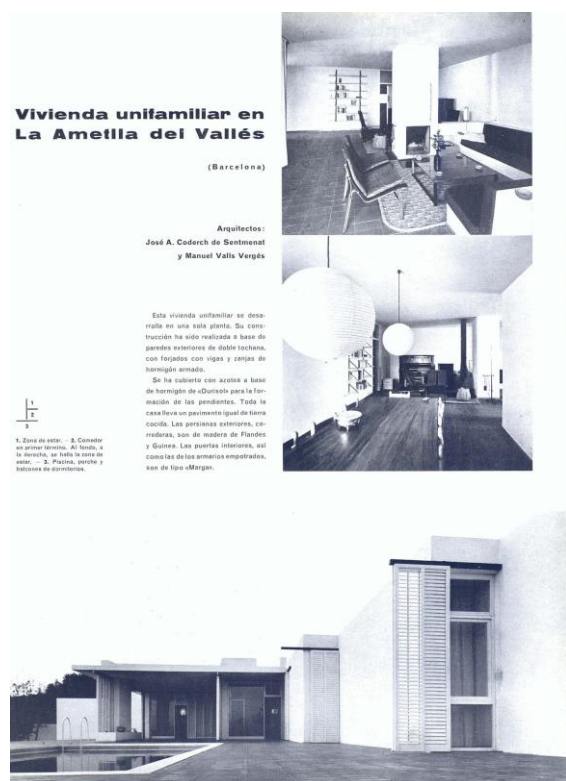 Vivienda unifamiliar en
La Ametlla del Vallés
(Barcelona)
Arquitectos:
José A. Coderch de Sentmenat
y Manuel Valls Vergés
Esta vivienda unifamiliar se desa-
rrolla en una sola planta. Su cons-
trucción ha sido realizada a base de
paredes exteriores de doble tochana,
con forjados con vigas y zanjas de
hormigón armado.
Se ha cubierto con azotea a base
de hormigón de «Durisol» para la for-
mación de las pendientes. Toda la
casa lleva un pavimento igual de tierra
cocida. Las persianas exteriores, co-
rrederas, son de madera de Flandes
y Guinea. Las puertas interiores, así
como las de los armarios empotrados,
son de tipo «Marga».
1
2
3
1. Zona de estar. – 2. Comedor
en primer término. Al fondo, a
la derecha, se halla la zona de
estar. – 3. Piscina, porche y
balcones de dormitorios.